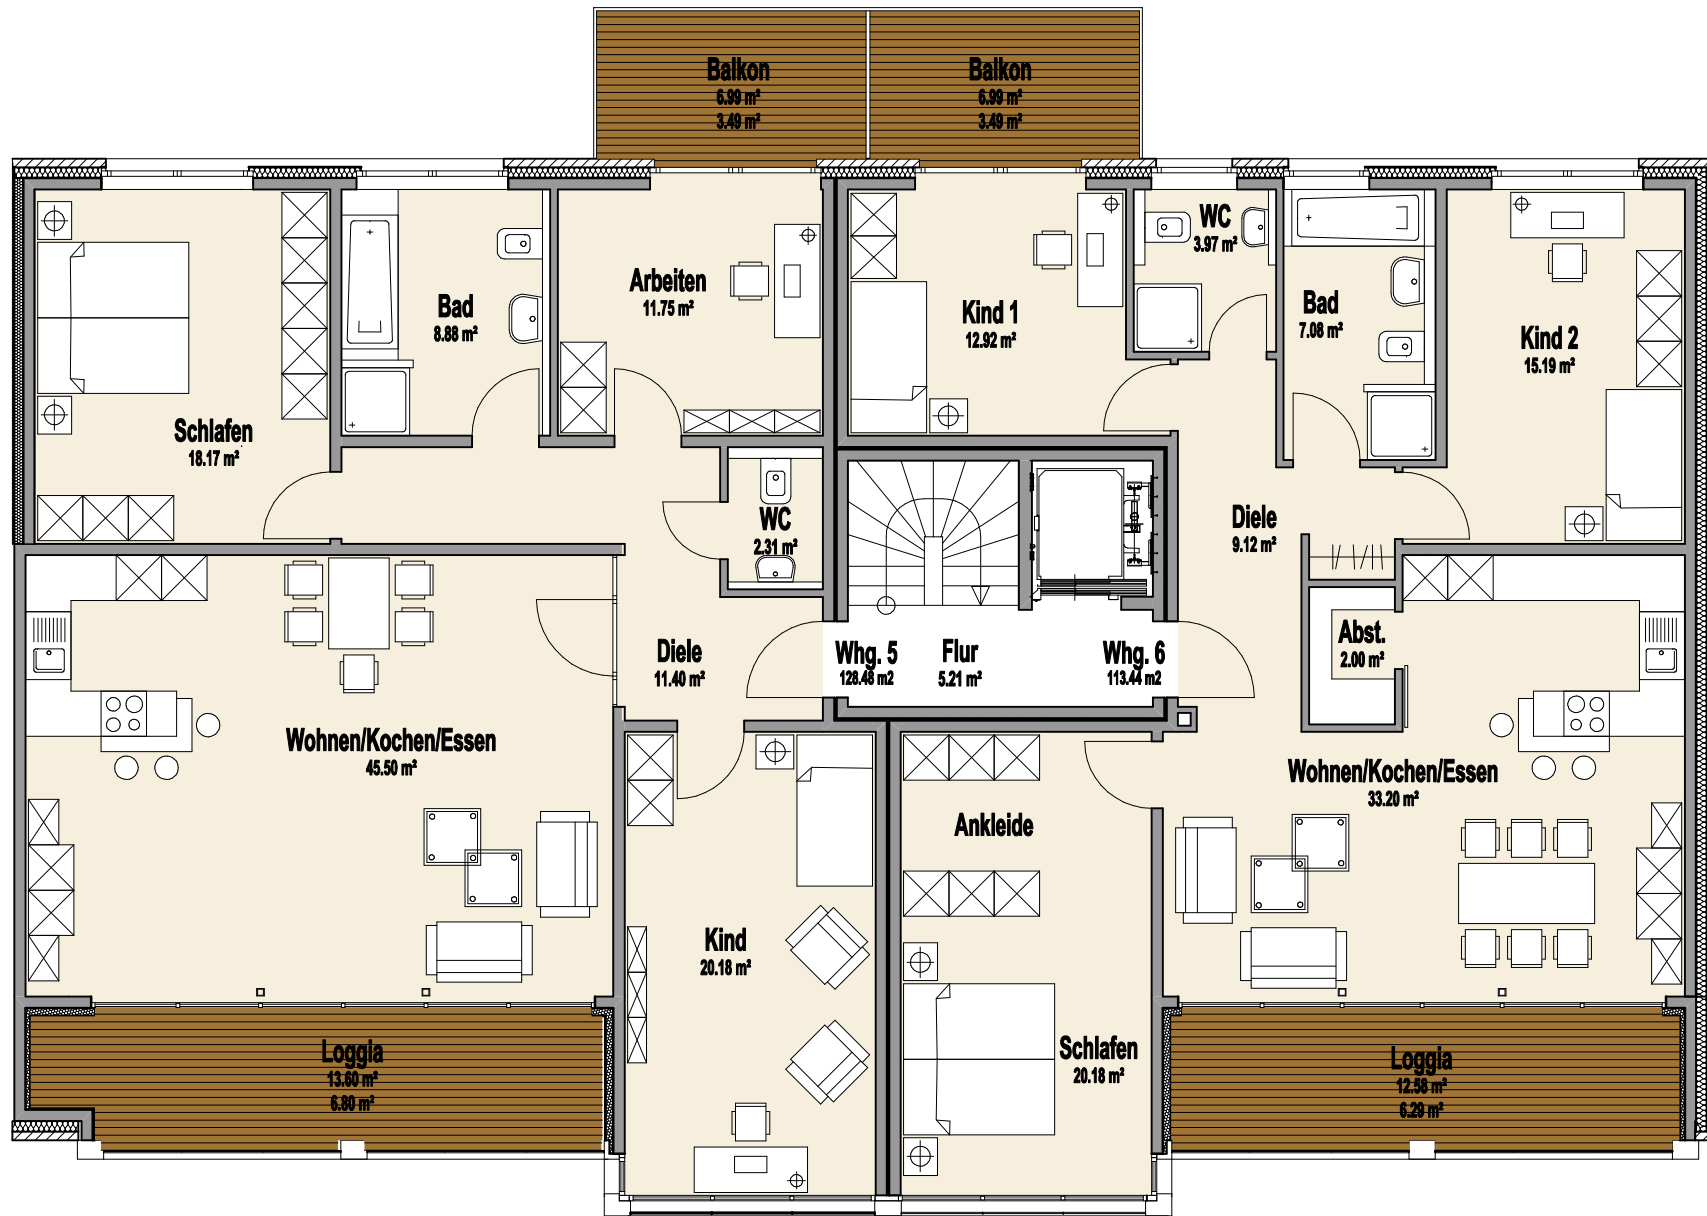 Balkon
6.99 m²
3.49 m²
Balkon
6.99 m²
3.49 m²
Schlafen
18.17 m²
Bad
8.88 m²
Arbeiten
11.75 m²
Kind 1
12.92 m²
WC
3.97 m²
Bad
7.08 m²
Kind 2
15.19 m²
WC
2.31 m²
Diele
9.12 m²
Diele
11.40 m²
Whg. 5
128.48 m2
Flur
5.21 m²
Whg. 6
113.44 m2
Abst.
2.00 m²
Wohnen/Kochen/Essen
45.50 m²
Wohnen/Kochen/Essen
33.20 m²
Ankleide
Kind
20.18 m²
Schlafen
20.18 m²
Loggia
13.60 m²
6.80 m²
Loggia
12.58 m²
6.29 m²